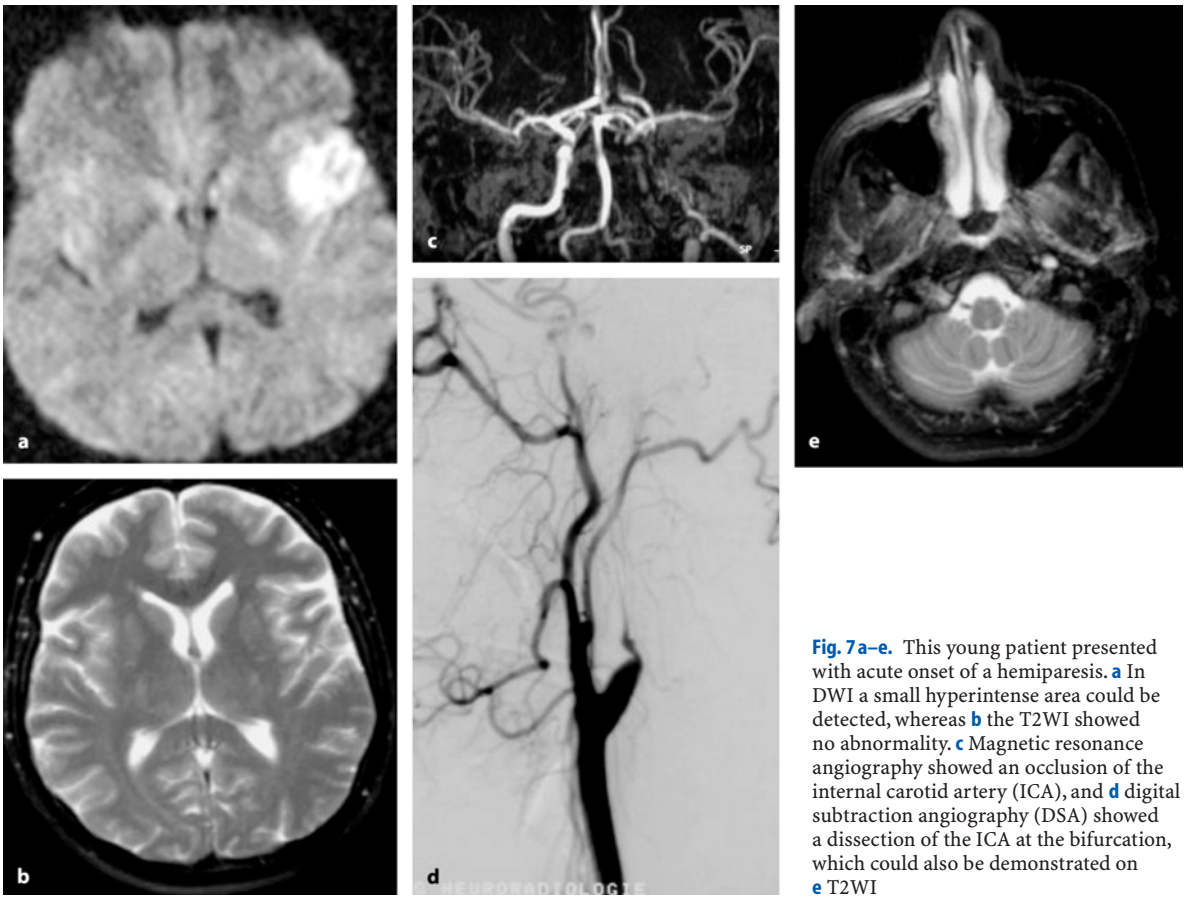 a
b
c
SP
d
NEURORADIOLOGIE
e
Fig. 7 a–e. This young patient presented
with acute onset of a hemiparesis. a In
DWI a small hyperintense area could be
detected, whereas b the T2WI showed
no abnormality. c Magnetic resonance
angiography showed an occlusion of the
internal carotid artery (ICA), and d digital
subtraction angiography (DSA) showed
a dissection of the ICA at the bifurcation,
which could also be demonstrated on
e T2WI